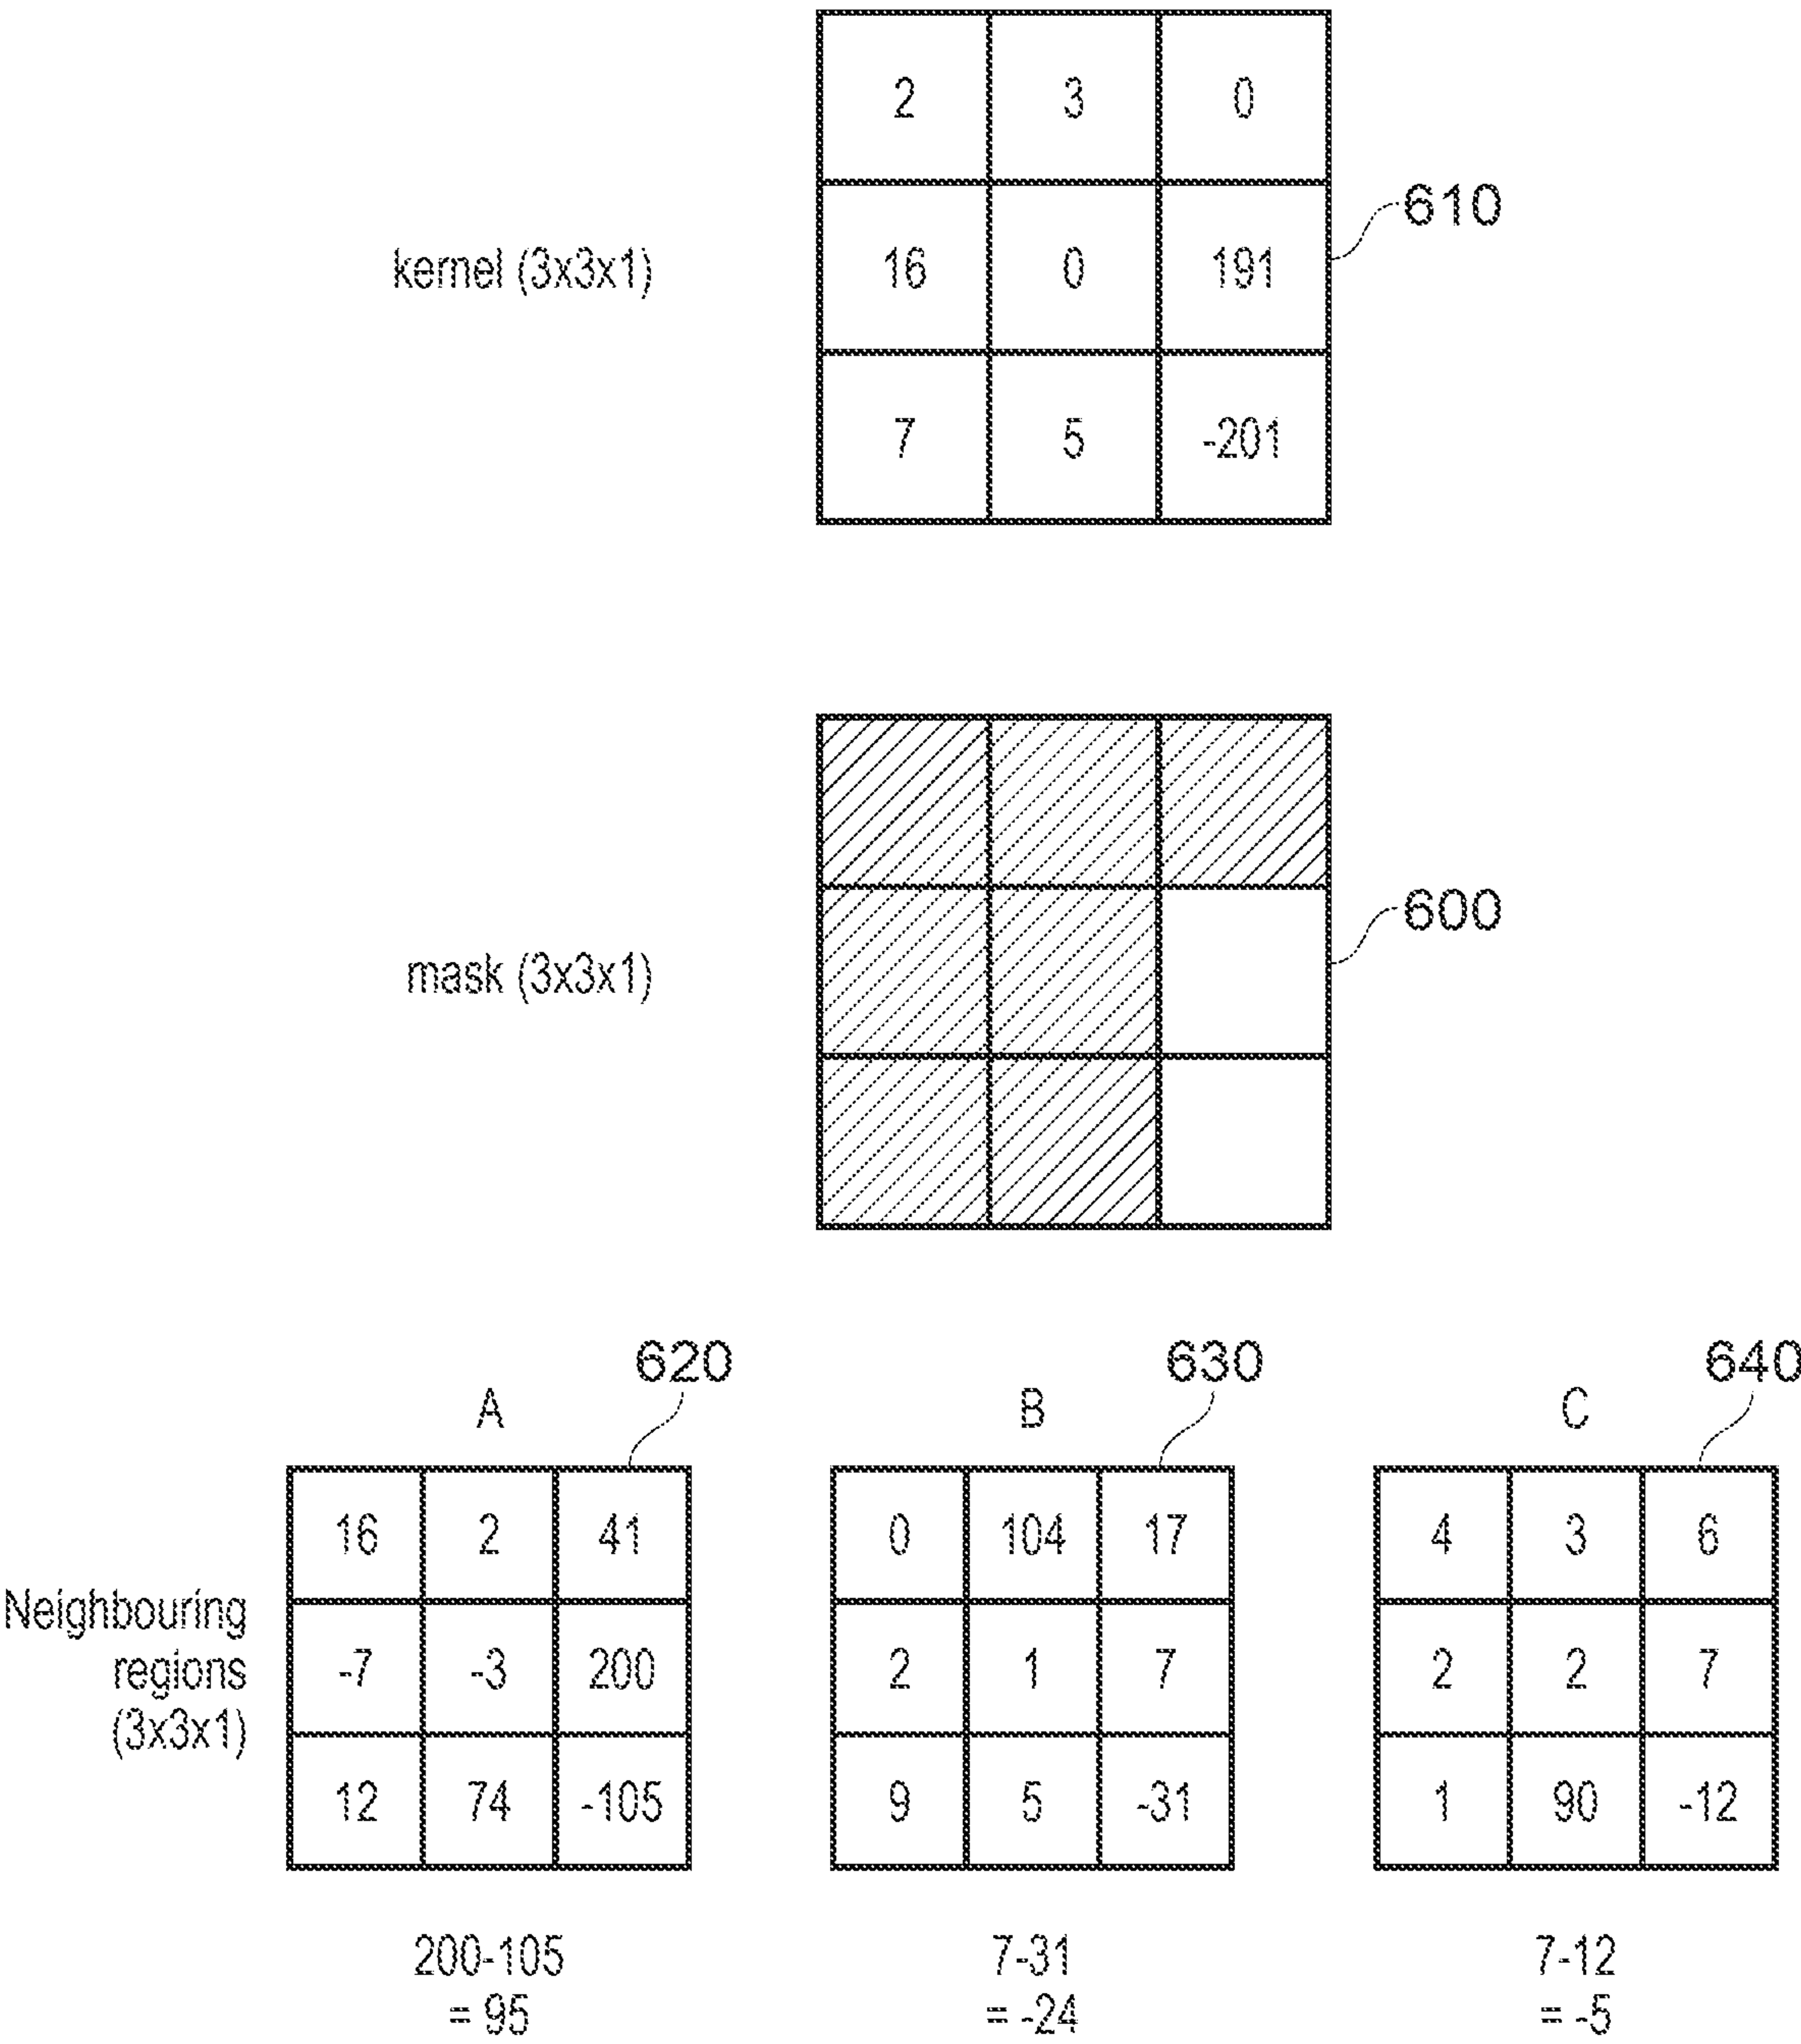 2 3 0
610
kernel (3x3x1)
16 0 191
7 5 -201
600
mask (3x3x1)
620 630 640
A B C
16 2 41
0 104 17
4 3 6
Neighbouring
regions
(3x3x1)
-7 -3 200
2 1 7
2 2 7
12 74 -105
9 5 -31
1 90 -12
200-105
= 95
7-31
= -24
7-12
= -5